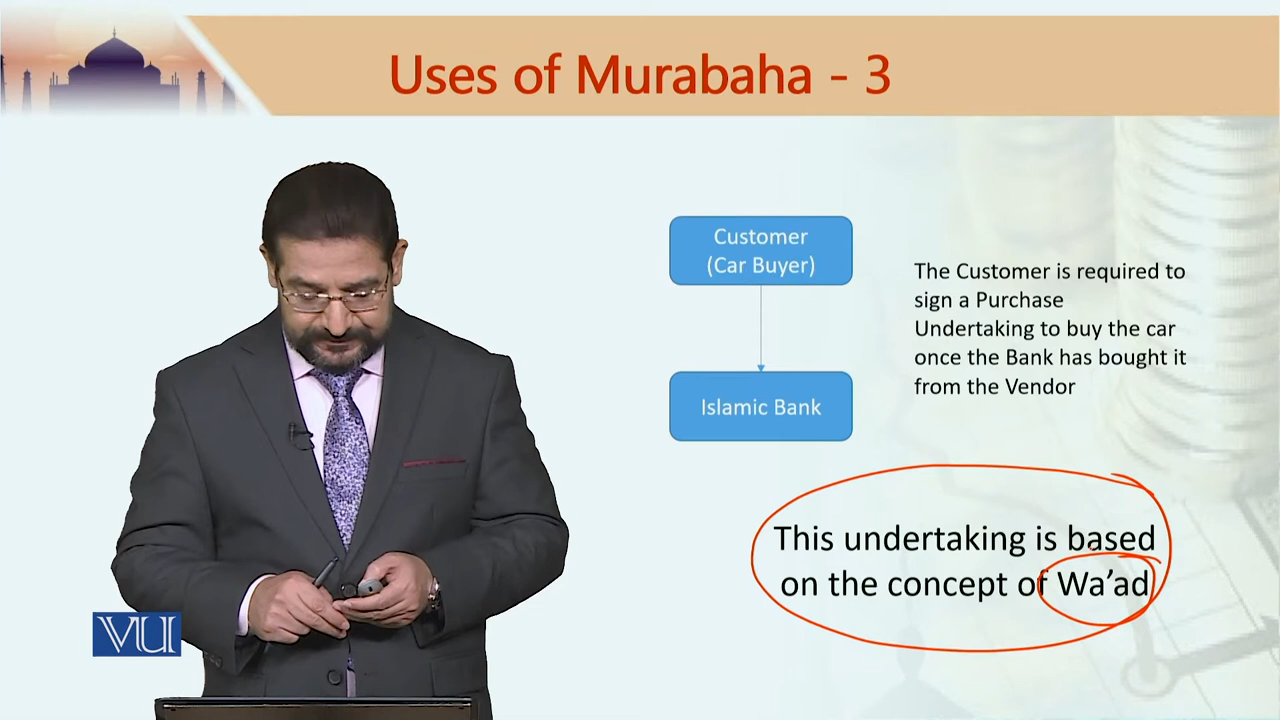 Uses of Murabaha - 3
Customer
(Car Buyer)
Islamic Bank
The Customer is required to
sign a Purchase
Undertaking to buy the car
once the Bank has bought it
from the Vendor
This undertaking is based
on the concept of Wa’ad
VU